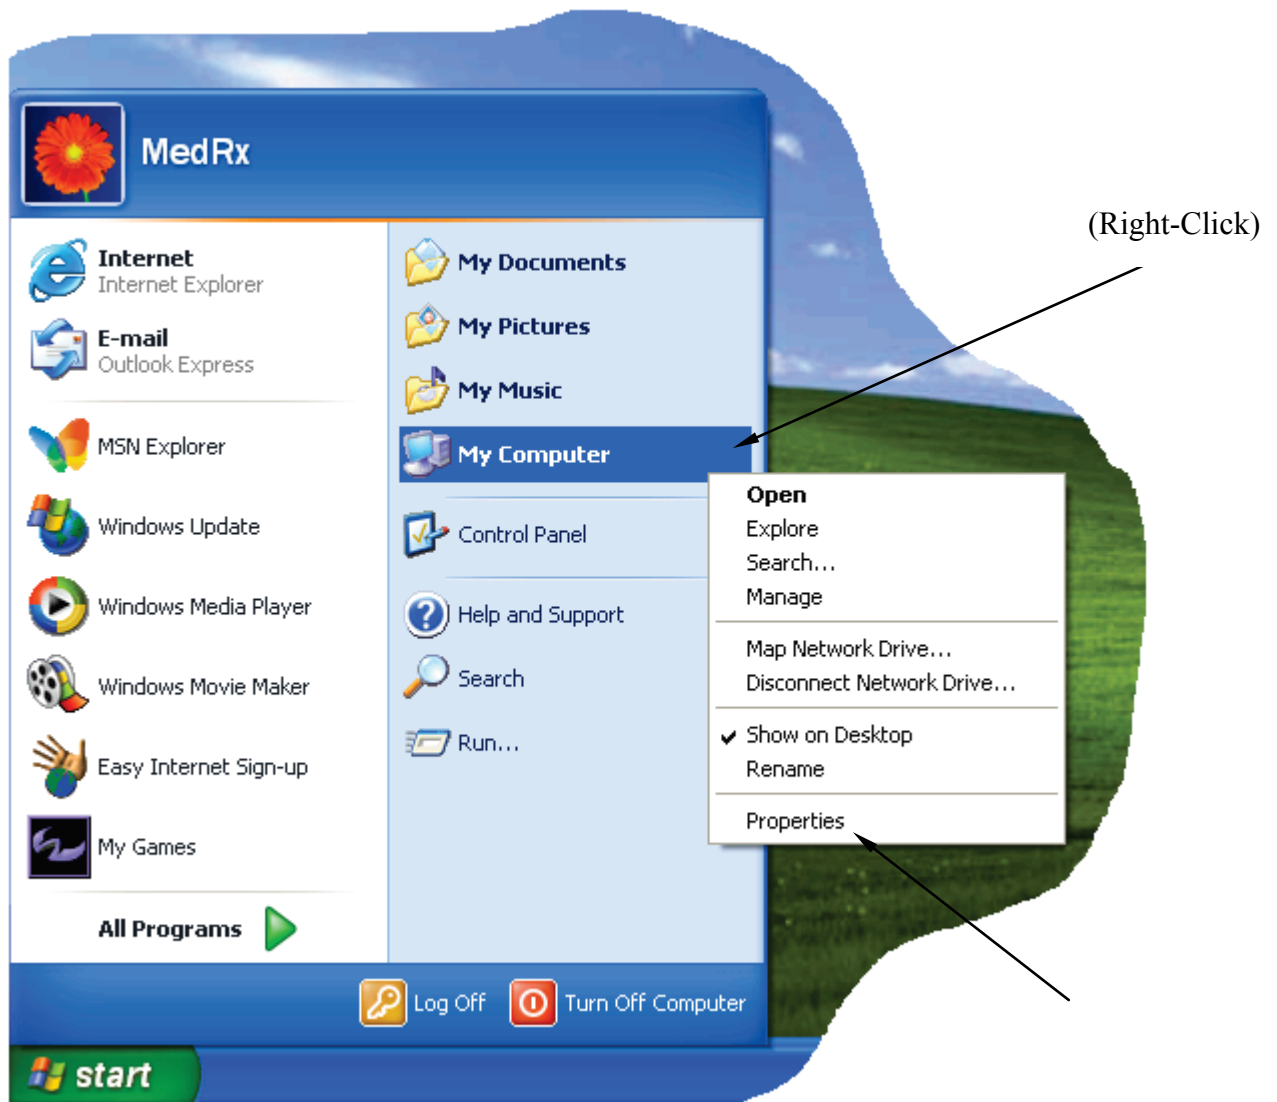 MedRx
(Right-Click)
Internet
Internet Explorer
E-mail
Outlook Express
MSN Explorer
Windows Update
Windows Media Player
Windows Movie Maker
Easy Internet Sign-up
My Games
All Programs
My Documents
My Pictures
My Music
My Computer
Control Panel
Help and Support
Search
Run...
Open
Explore
Search...
Manage
Map Network Drive...
Disconnect Network Drive...
Show on Desktop
Rename
Properties
Log Off
Turn Off Computer
start